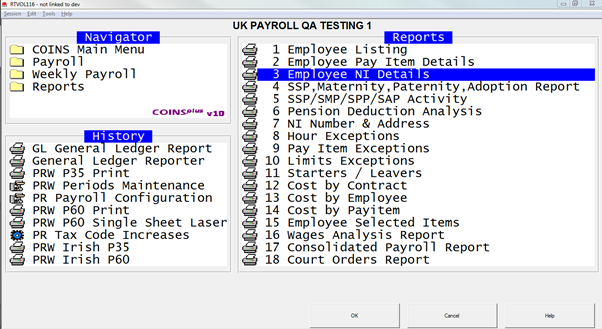 RTVOL116 - not linked to dev
Session Edit Tools Help
UK PAYROLL QA TESTING 1
Navigator
COINS Main Menu
Payroll
Weekly Payroll
Reports
COINSplus v10
History
GL General Ledger Report
General Ledger Reporter
PRW P35 Print
PRW Periods Maintenance
PR Payroll Configuration
PRW P60 Print
PRW P60 Single Sheet Laser
PR Tax Code Increases
PRW Irish P35
PRW Irish P60
Reports
1 Employee Listing
2 Employee Pay Item Details
3 Employee NI Details
4 SSP,Maternity,Paternity,Adoption Report
5 SSP/SMP/SPP/SAP Activity
6 Pension Deduction Analysis
7 NI Number & Address
8 Hour Exceptions
9 Pay Item Exceptions
10 Limits Exceptions
11 Starters / Leavers
12 Cost by Contract
13 Cost by Employee
14 Cost by Payitem
15 Employee Selected Items
16 Wages Analysis Report
17 Consolidated Payroll Report
18 Court Orders Report
OK
Cancel
Help